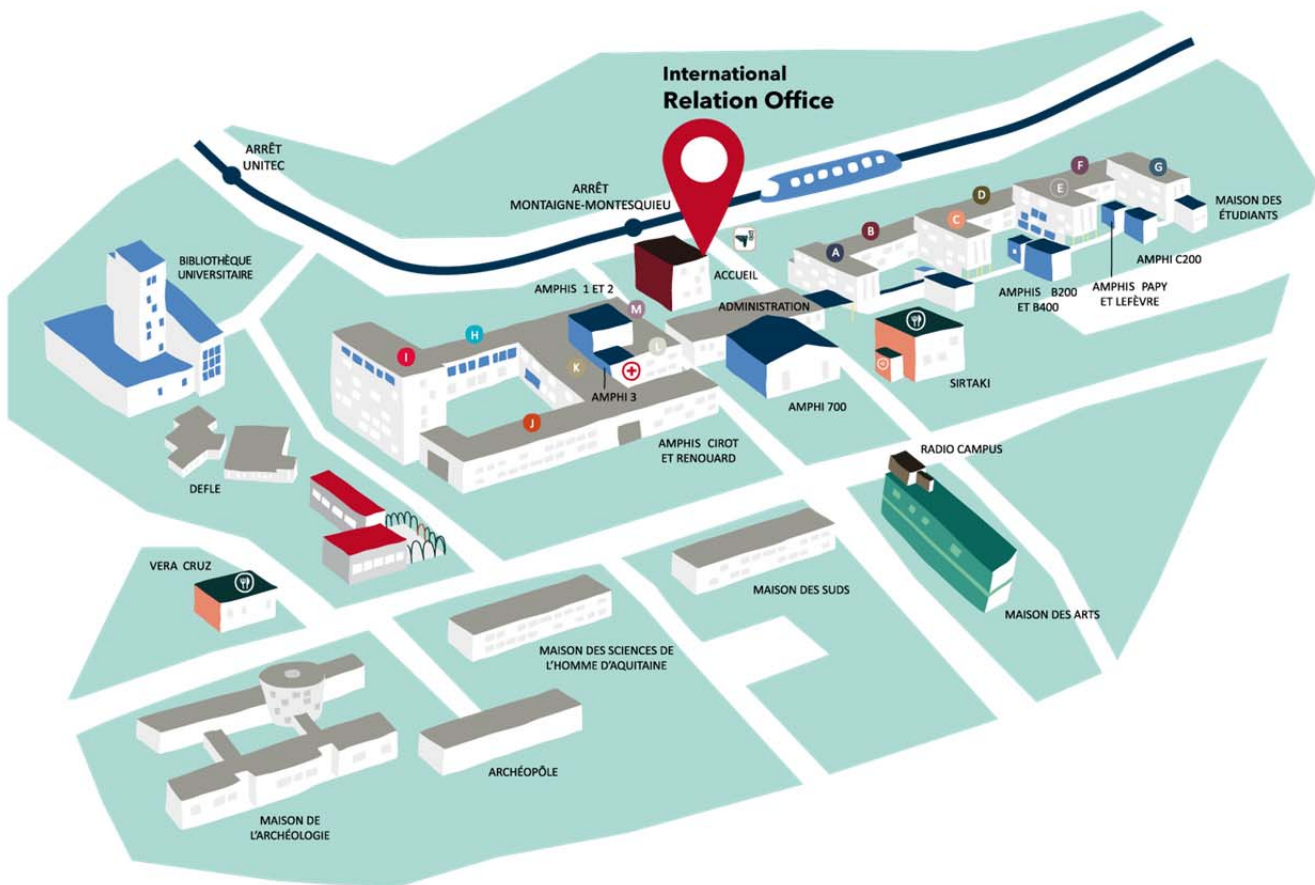 International
Relation Office
ARRÊT
UNITEC
ARRÊT
MONTAIGNE-MONTESQUIEU
F
G
D
E
MAISON DES
ÉTUDIANTS
B
C
A
BIBLIOTHÈQUE
UNIVERSITAIRE
ACCUEIL
AMPHI C200
AMPHIS 1 ET 2
AMPHIS B200
ET B400
AMPHIS PAPY
ET LEFÈVRE
M
ADMINISTRATION
H
I
L
K
AMPHI 3
SIRTAKI
AMPHI 700
J
AMPHIS CIROT
ET RENOUARD
RADIO CAMPUS
DEFLE
VERA CRUZ
MAISON DES SUDS
MAISON DES ARTS
MAISON DES SCIENCES DE
L'HOMME D'AQUITAINE
ARCHÉOPÔLE
MAISON DE
L'ARCHÉOLOGIE